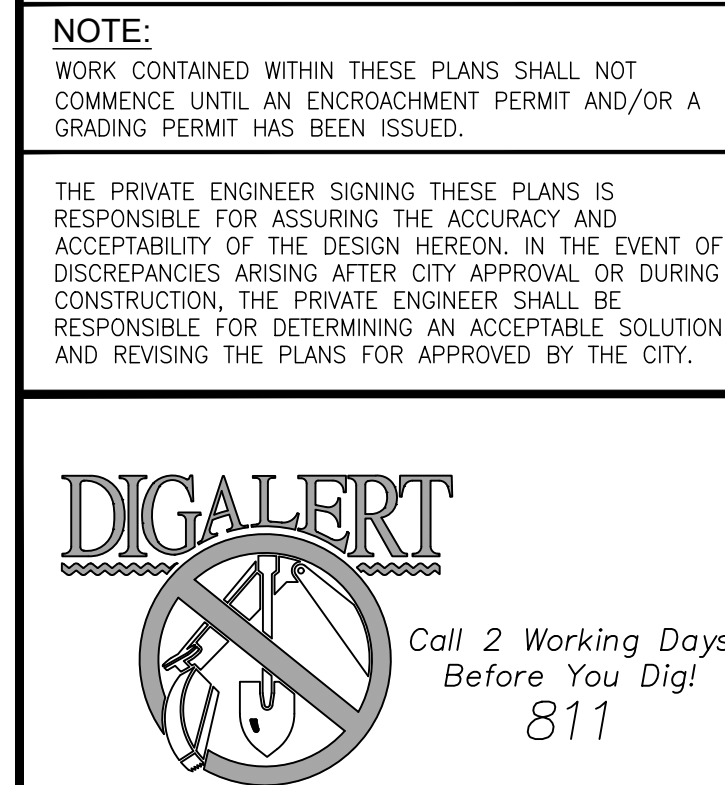 NOTE:
WORK CONTAINED WITHIN THESE PLANS SHALL NOT
COMMENCE UNTIL AN ENCROACHMENT PERMIT AND/OR A
GRADING PERMIT HAS BEEN ISSUED.
THE PRIVATE ENGINEER SIGNING THESE PLANS IS
RESPONSIBLE FOR ASSURING THE ACCURACY AND
ACCEPTABILITY OF THE DESIGN HEREON. IN THE EVENT OF
DISCREPANCIES ARISING AFTER CITY APPROVAL OR DURING
CONSTRUCTION, THE PRIVATE ENGINEER SHALL BE
RESPONSIBLE FOR DETERMINING AN ACCEPTABLE SOLUTION
AND REVISING THE PLANS FOR APPROVED BY THE CITY.
DIGALERT
Call 2 Working Days
Before You Dig!
811